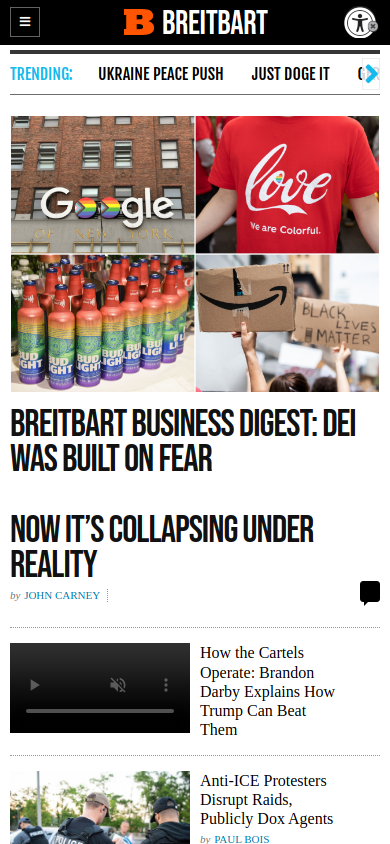 BREITBART
TRENDING: UKRAINE PEACE PUSH JUST DOGE IT
Google
OF NEW YORK
love
We are Colorful.
BUD LIGHT
BLACK
LIVES
MATTER
BREITBART BUSINESS DIGEST: DEI
WAS BUILT ON FEAR
NOW IT'S COLLAPSING UNDER
REALITY
by JOHN CARNEY
How the Cartels
Operate: Brandon
Darby Explains How
Trump Can Beat
Them
Anti-ICE Protesters
Disrupt Raids,
Publicly Dox Agents
by PAUL BOIS
POLICE